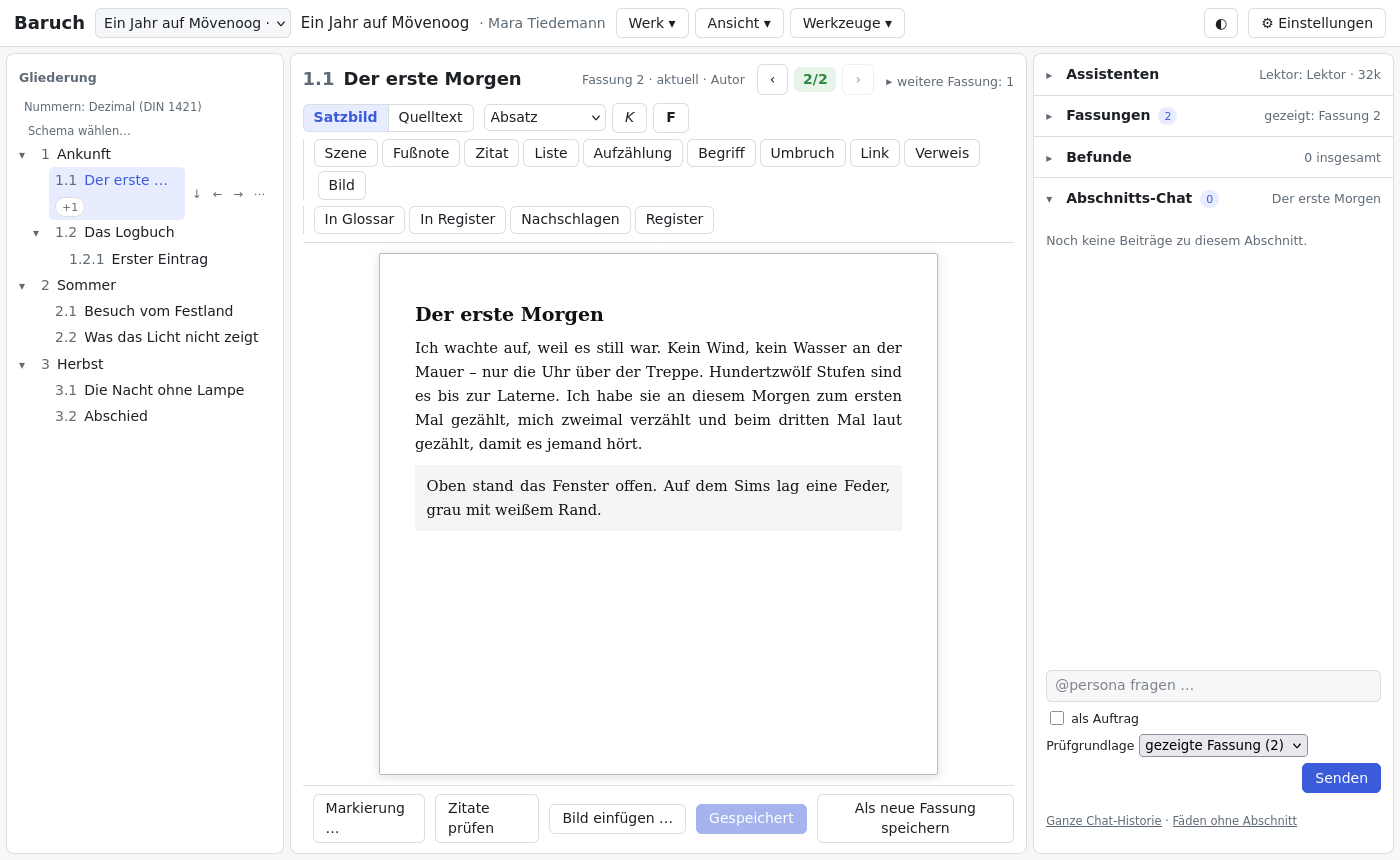 Baruch Ein Jahr auf Mövenoog · Ein Jahr auf Mövenoog · Mara Tiedemann Werk ▾ Ansicht ▾ Werkzeuge ▾ ◐ ⚙ Einstellungen
Gliederung
Nummern: Dezimal (DIN 1421)
Schema wählen…
▾ 1 Ankunft
1.1 Der erste … ↓ ← → ···
+1
▾ 1.2 Das Logbuch
1.2.1 Erster Eintrag
▾ 2 Sommer
2.1 Besuch vom Festland
2.2 Was das Licht nicht zeigt
▾ 3 Herbst
3.1 Die Nacht ohne Lampe
3.2 Abschied
1.1 Der erste Morgen Fassung 2 · aktuell · Autor ‹ 2/2 › ▸ weitere Fassung: 1
Satzbild Quelltext Absatz K F
Szene Fußnote Zitat Liste Aufzählung Begriff Umbruch Link Verweis
Bild
In Glossar In Register Nachschlagen Register
Der erste Morgen
Ich wachte auf, weil es still war. Kein Wind, kein Wasser an der
Mauer – nur die Uhr über der Treppe. Hundertzwölf Stufen sind
es bis zur Laterne. Ich habe sie an diesem Morgen zum ersten
Mal gezählt, mich zweimal verzählt und beim dritten Mal laut
gezählt, damit es jemand hört.
Oben stand das Fenster offen. Auf dem Sims lag eine Feder,
grau mit weißem Rand.
Markierung
…
Zitate
prüfen
Bild einfügen …
Gespeichert
Als neue Fassung
speichern
▸ Assistenten Lektor: Lektor · 32k
▸ Fassungen 2 gezeigt: Fassung 2
▸ Befunde 0 insgesamt
▾ Abschnitts-Chat 0 Der erste Morgen
Noch keine Beiträge zu diesem Abschnitt.
@persona fragen …
als Auftrag
Prüfgrundlage gezeigte Fassung (2)
Senden
Ganze Chat-Historie · Fäden ohne Abschnitt